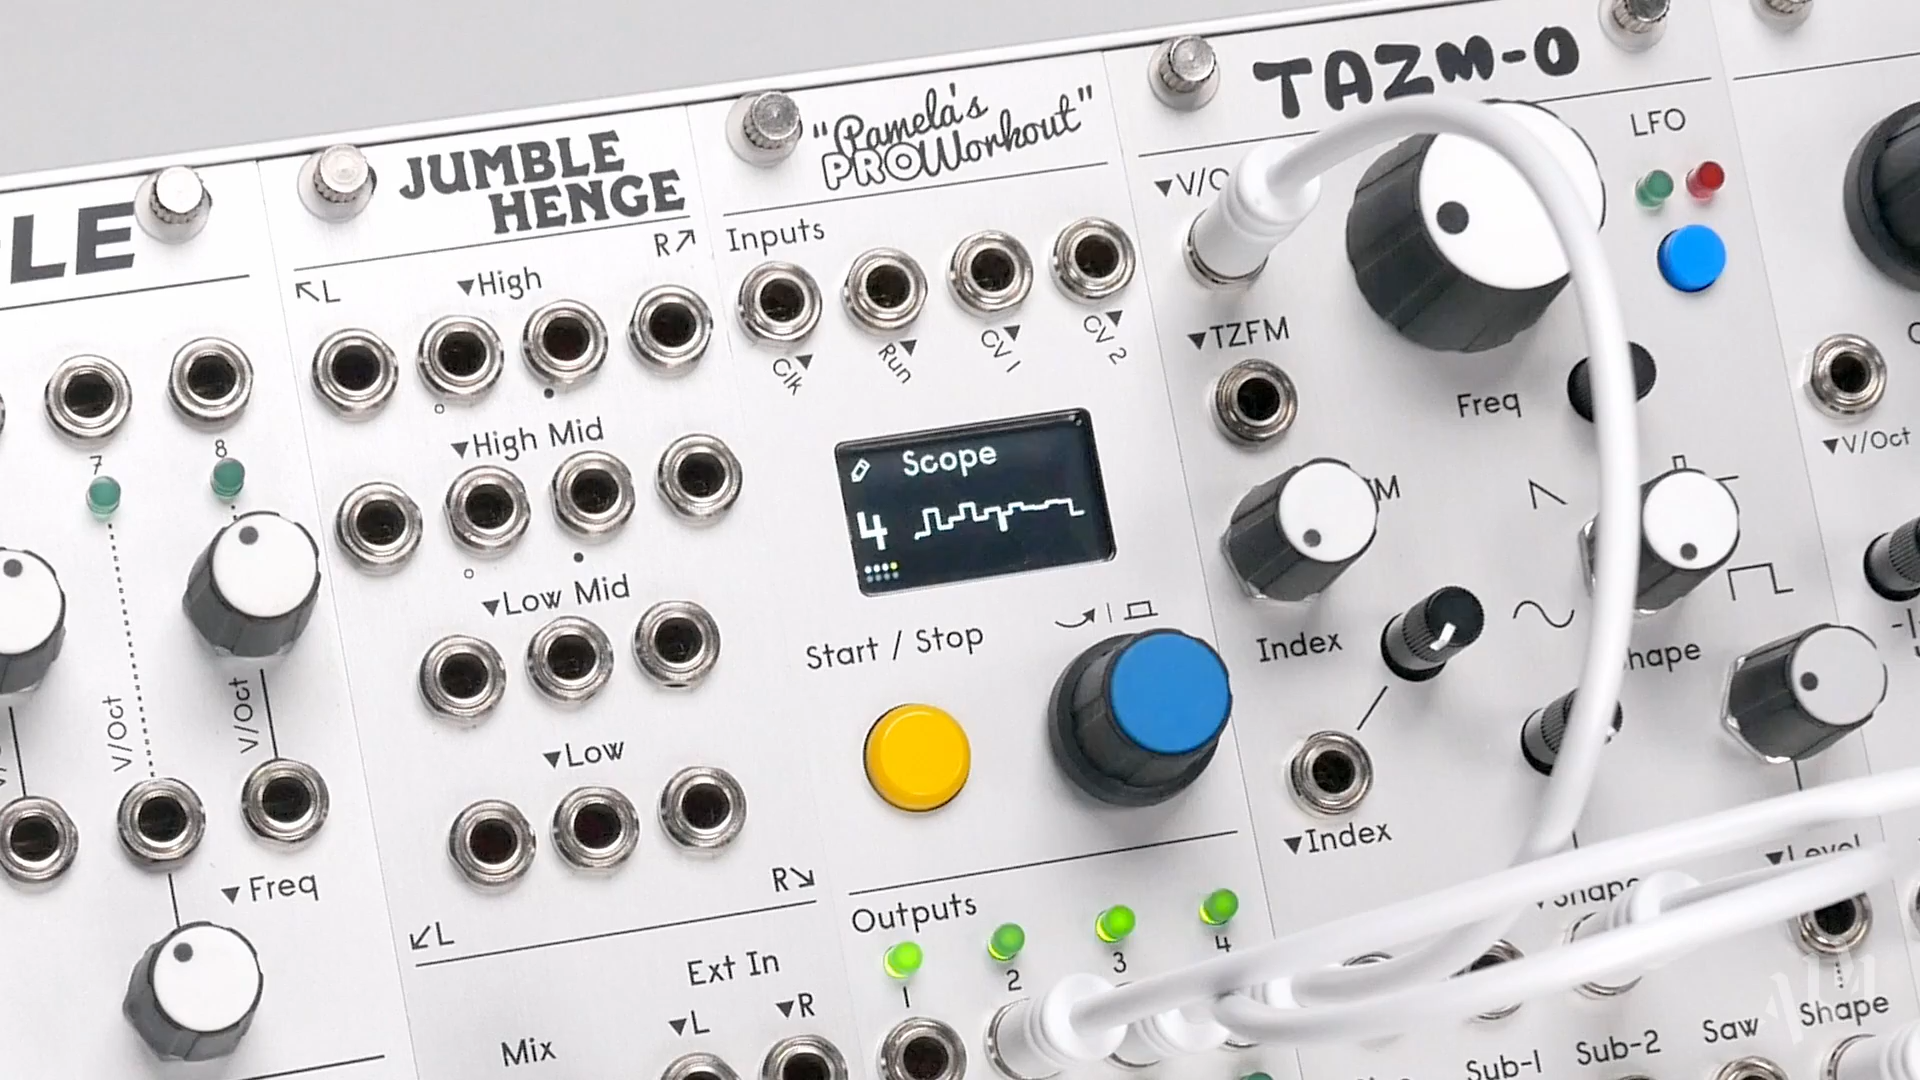 LE
7
8
V/Oct
V/Oct
Freq
JUMBLE
HENGE
L
R
High
High Mid
Low Mid
Low
L
R
Ext In
Mix
L
R
"Pamela's
PRO Workout"
Inputs
Clk
Run
CV 1
CV 2
Scope
4
Start / Stop
Outputs
1
2
3
4
TAZM-O
LFO
TZFM
Freq
Index
Index
Level
Sub-1
Sub-2
Saw
Shape
V/Oct